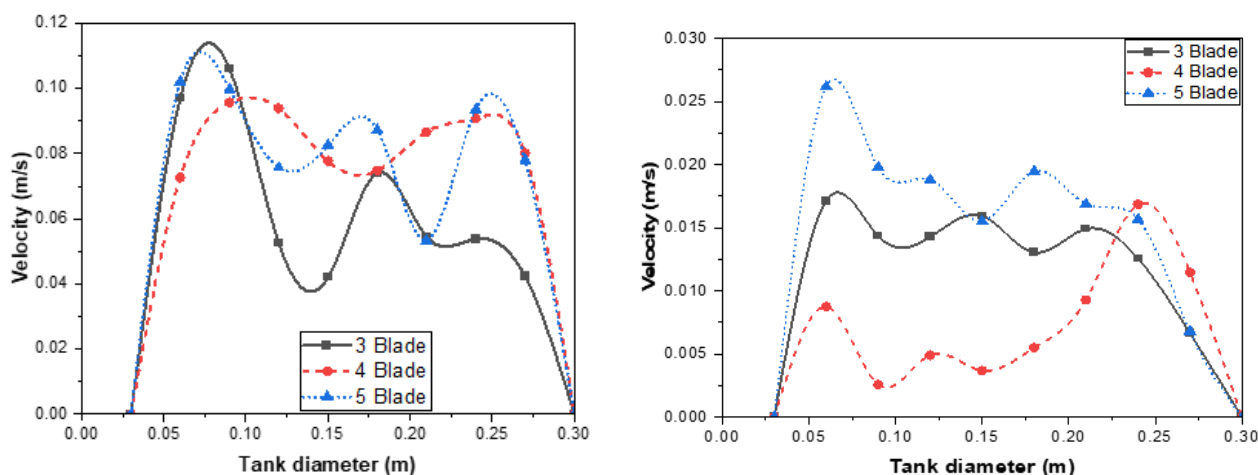 0.12
0.10
0.08
0.06
0.04
0.02
0.00
Velocity (m/s)
3 Blade
4 Blade
5 Blade
0.00 0.05 0.10 0.15 0.20 0.25 0.30
Tank diameter (m)
0.030
0.025
0.020
0.015
0.010
0.005
0.000
Velocity (m/s)
3 Blade
4 Blade
5 Blade
0.00 0.05 0.10 0.15 0.20 0.25 0.30
Tank diameter (m)